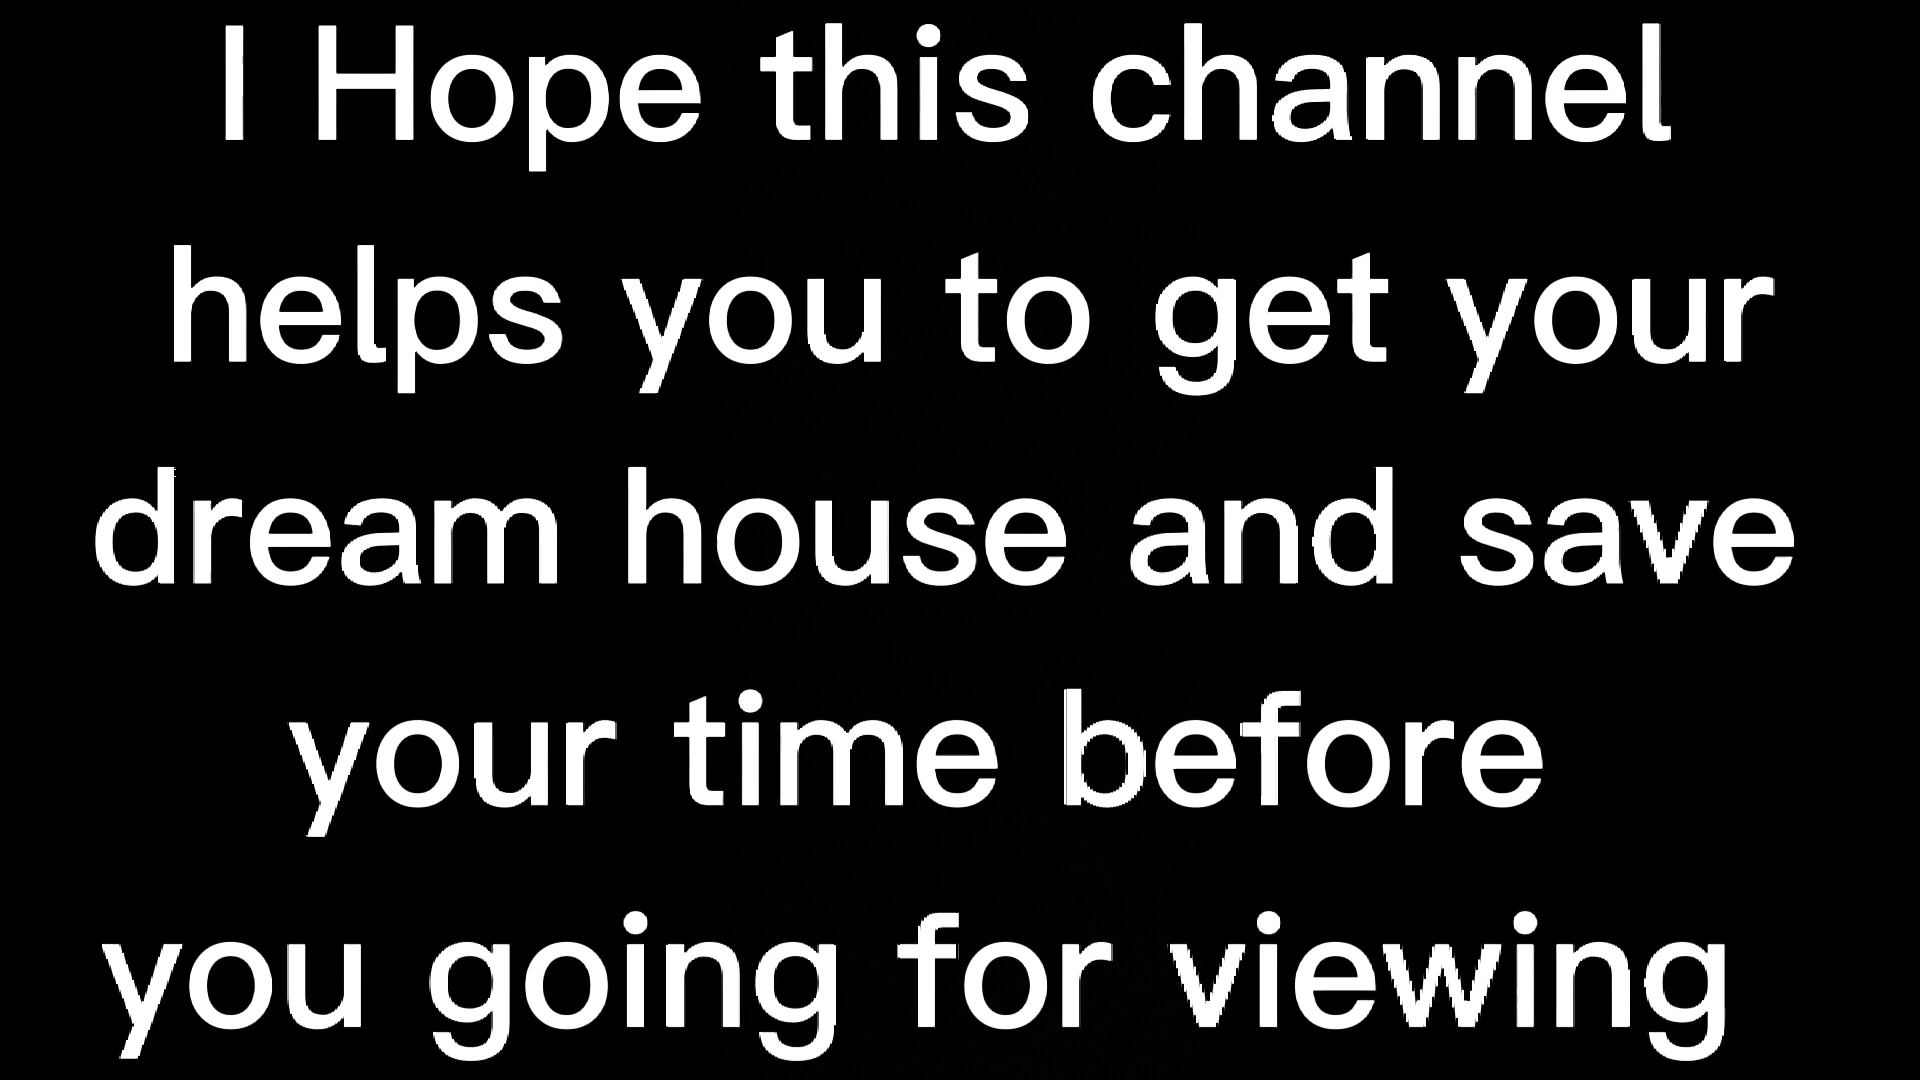 I Hope this channel
helps you to get your
dream house and save
your time before
you going for viewing